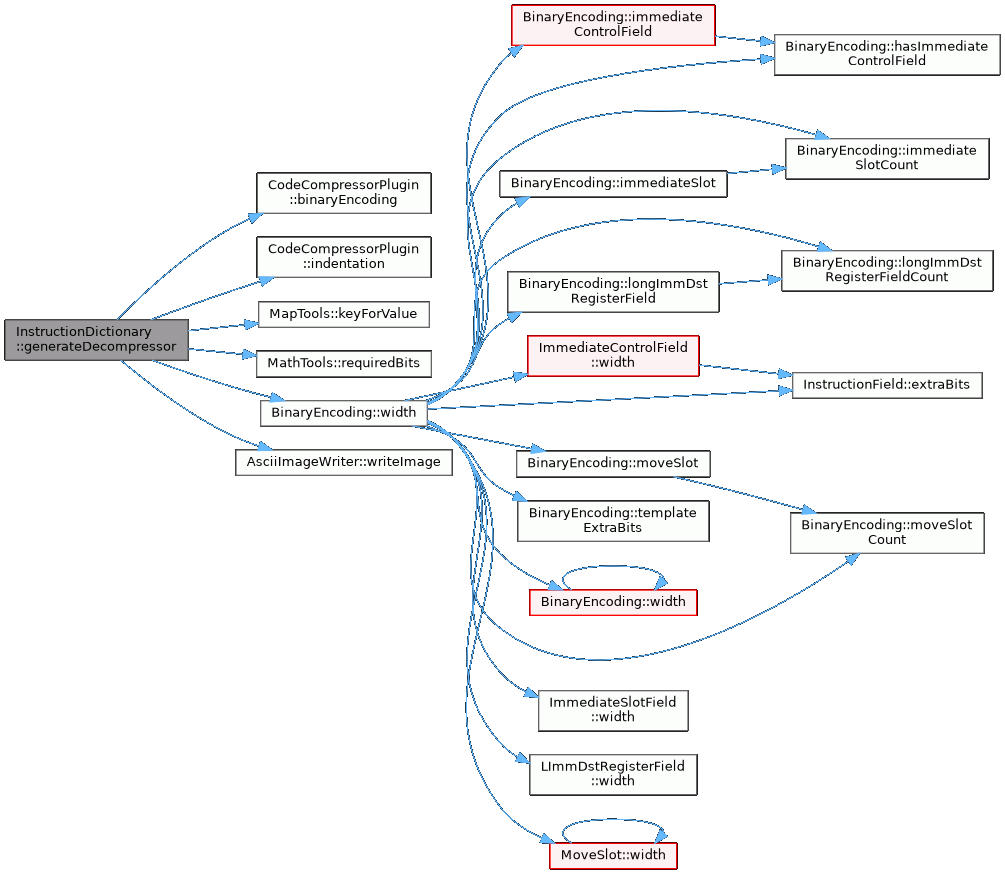 InstructionDictionary
::generateDecompressor
CodeCompressorPlugin
::binaryEncoding
CodeCompressorPlugin
::indentation
MapTools::keyForValue
MathTools::requiredBits
BinaryEncoding::width
AsciiImageWriter::writeImage
BinaryEncoding::immediate
ControlField
BinaryEncoding::hasImmediate
ControlField
BinaryEncoding::immediate
SlotCount
BinaryEncoding::immediateSlot
BinaryEncoding::longImmDst
RegisterFieldCount
BinaryEncoding::longImmDst
RegisterField
ImmediateControlField
::width
InstructionField::extraBits
BinaryEncoding::moveSlot
BinaryEncoding::template
ExtraBits
BinaryEncoding::moveSlot
Count
BinaryEncoding::width
ImmediateSlotField
::width
LImmDstRegisterField
::width
MoveSlot::width